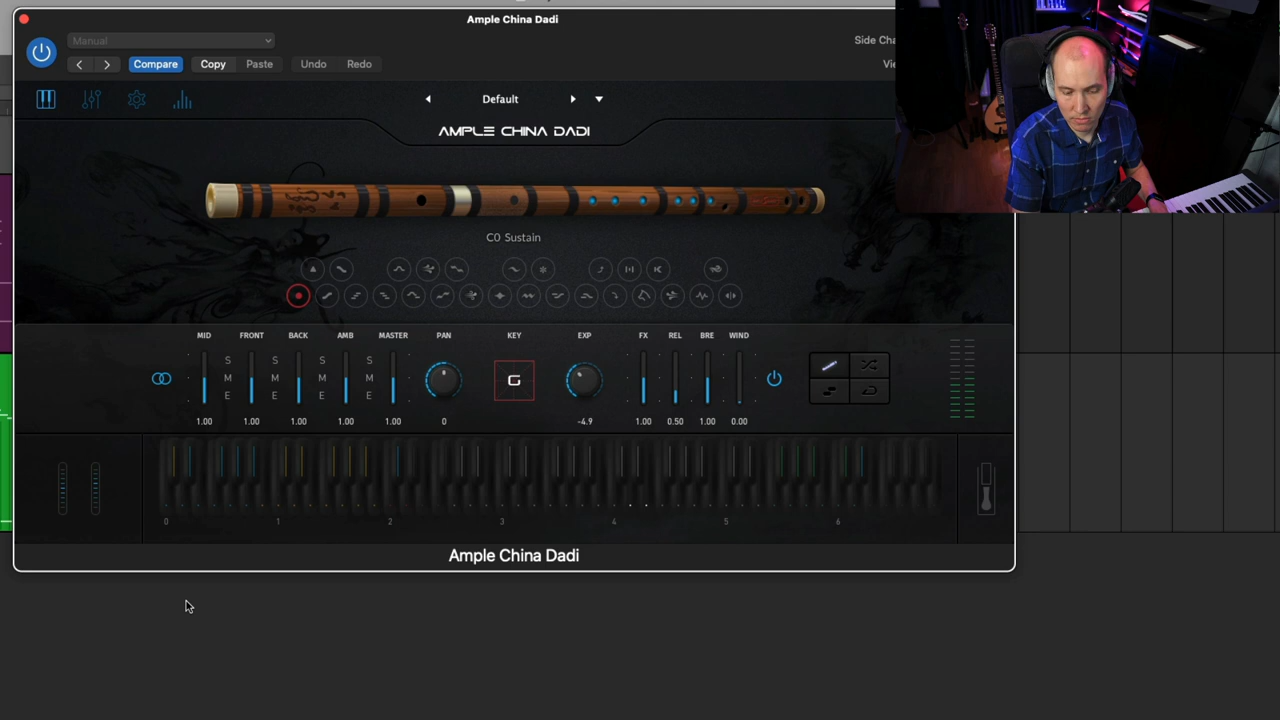 Ample China Dadi
Manual
Side Cha
Compare
Copy
Paste
Undo
Redo
Vie
Default
AMPLE CHINA DADI
C0 Sustain
MID FRONT BACK AMB MASTER PAN KEY EXP FX REL BRE WIND
S S S S
M M M M
G
E E E E
1.00 1.00 1.00 1.00 1.00 0 -4.9 1.00 0.50 1.00 0.00
0 1 2 3 4 5 6
Ample China Dadi